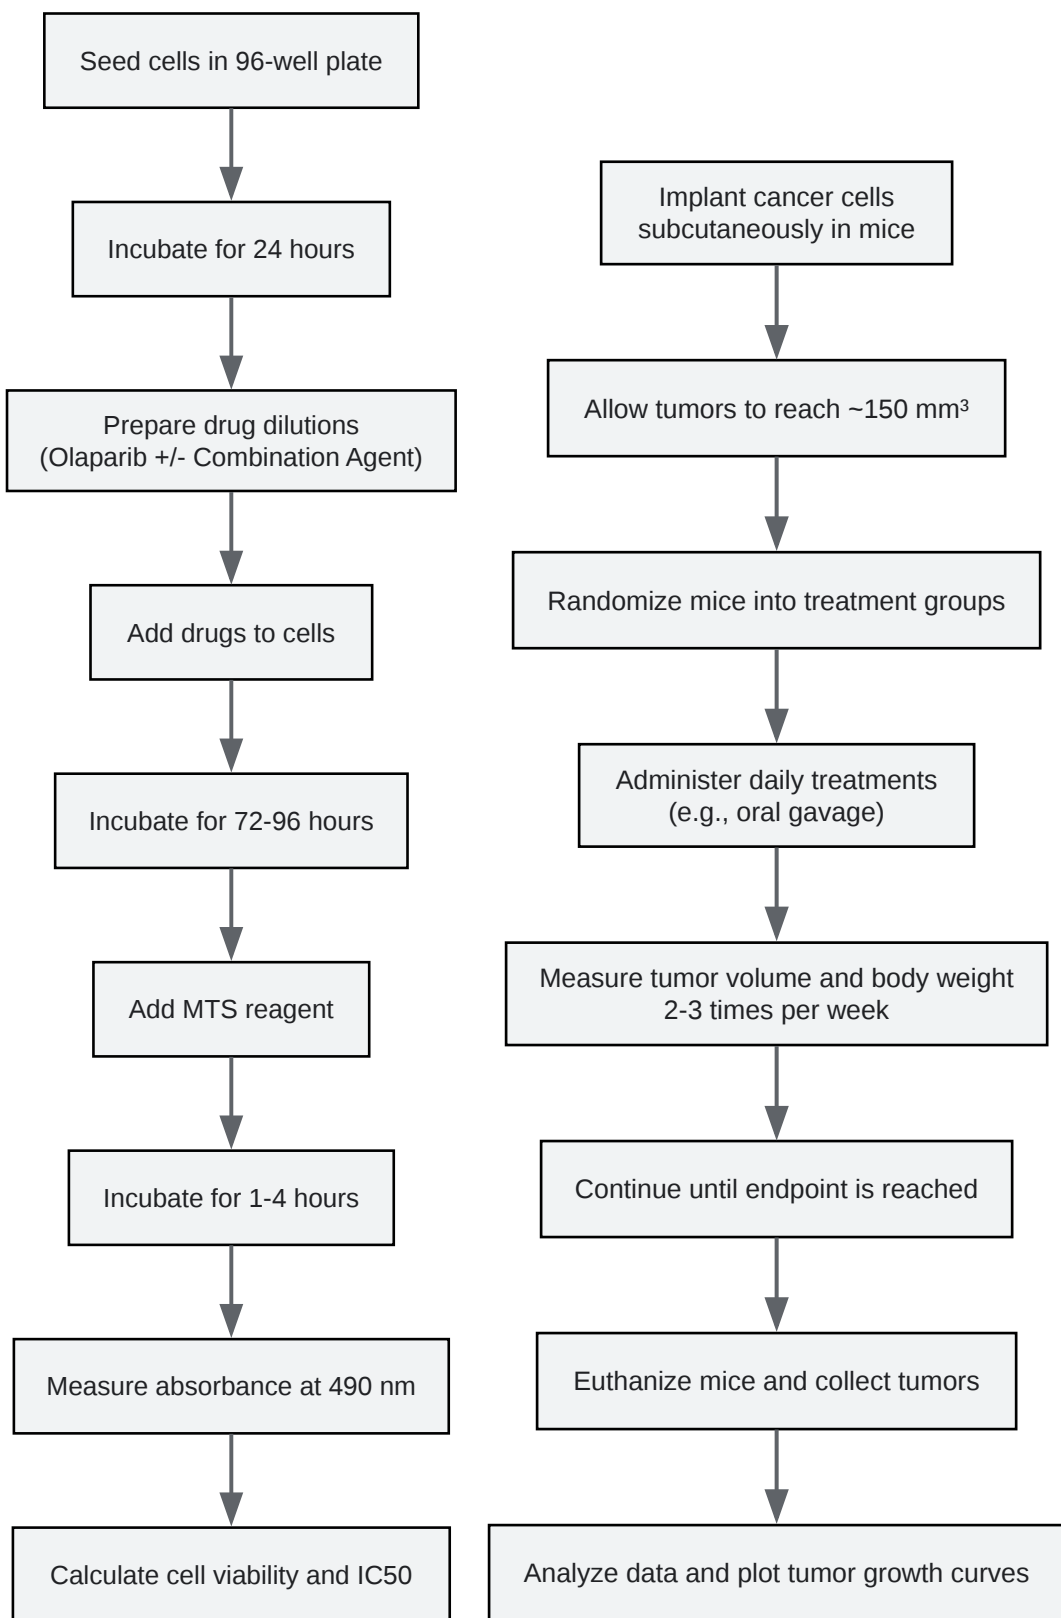 Seed cells in 96-well plate
Incubate for 24 hours
Prepare drug dilutions
(Olaparib +/- Combination Agent)
Add drugs to cells
Incubate for 72-96 hours
Add MTS reagent
Incubate for 1-4 hours
Measure absorbance at 490 nm
Calculate cell viability and IC50
Implant cancer cells
subcutaneously in mice
Allow tumors to reach ~150 mm³
Randomize mice into treatment groups
Administer daily treatments
(e.g., oral gavage)
Measure tumor volume and body weight
2-3 times per week
Continue until endpoint is reached
Euthanize mice and collect tumors
Analyze data and plot tumor growth curves